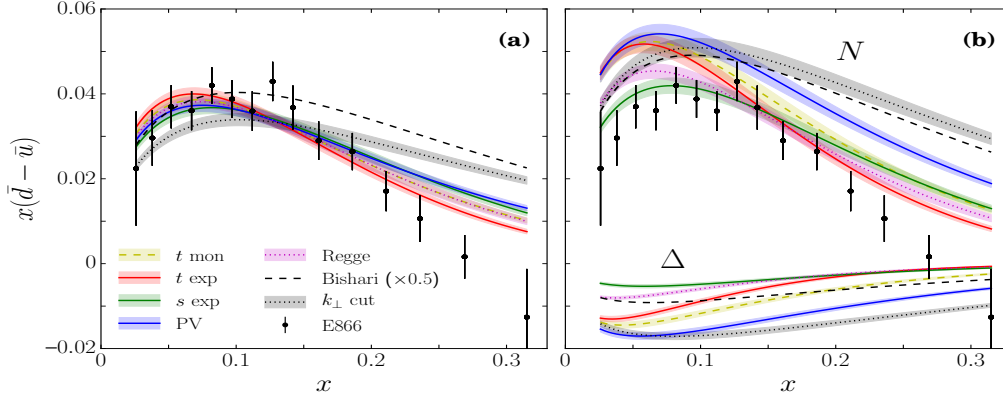 0.06
0.04
0.02
0
−0.02
x(d̄ − ū)
(a)
t mon
t exp
s exp
PV
Regge
Bishari (×0.5)
k⊥ cut
E866
0 0.1 0.2 0.3
x
(b)
N
Δ
0 0.1 0.2 0.3
x